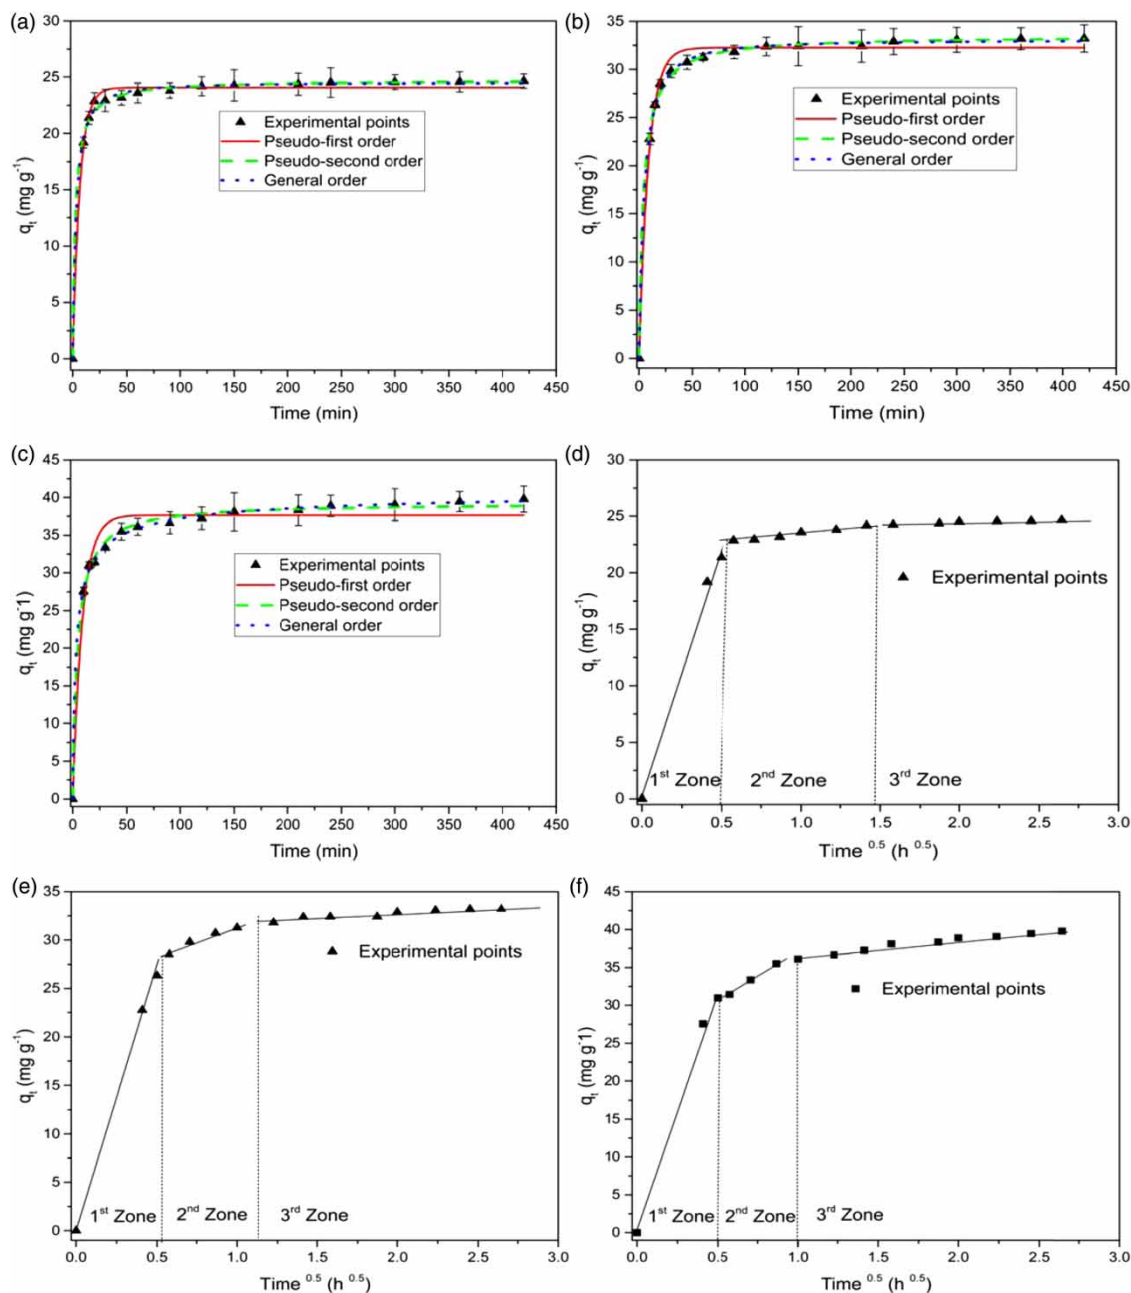 (a)
30
25
20
15
10
5
0
qt (mg g-1)
Experimental points
Pseudo-first order
Pseudo-second order
General order
0 50 100 150 200 250 300 350 400 450
Time (min)
(b)
35
30
25
20
15
10
5
0
qt (mg g-1)
Experimental points
Pseudo-first order
Pseudo-second order
General order
0 50 100 150 200 250 300 350 400 450
Time (min)
(c)
45
40
35
30
25
20
15
10
5
0
qt (mg g-1)
Experimental points
Pseudo-first order
Pseudo-second order
General order
0 50 100 150 200 250 300 350 400 450
Time (min)
(d)
30
25
20
15
10
5
0
qt (mg g-1)
Experimental points
1st Zone 2nd Zone 3rd Zone
0.0 0.5 1.0 1.5 2.0 2.5 3.0
Time 0.5 (h 0.5)
(e)
35
30
25
20
15
10
5
0
qt (mg g-1)
Experimental points
1st Zone 2nd Zone 3rd Zone
0.0 0.5 1.0 1.5 2.0 2.5 3.0
Time 0.5 (h 0.5)
(f)
45
40
35
30
25
20
15
10
5
0
qt (mg g-1)
Experimental points
1st Zone 2nd Zone 3rd Zone
0.0 0.5 1.0 1.5 2.0 2.5 3.0
Time 0.5 (h 0.5)